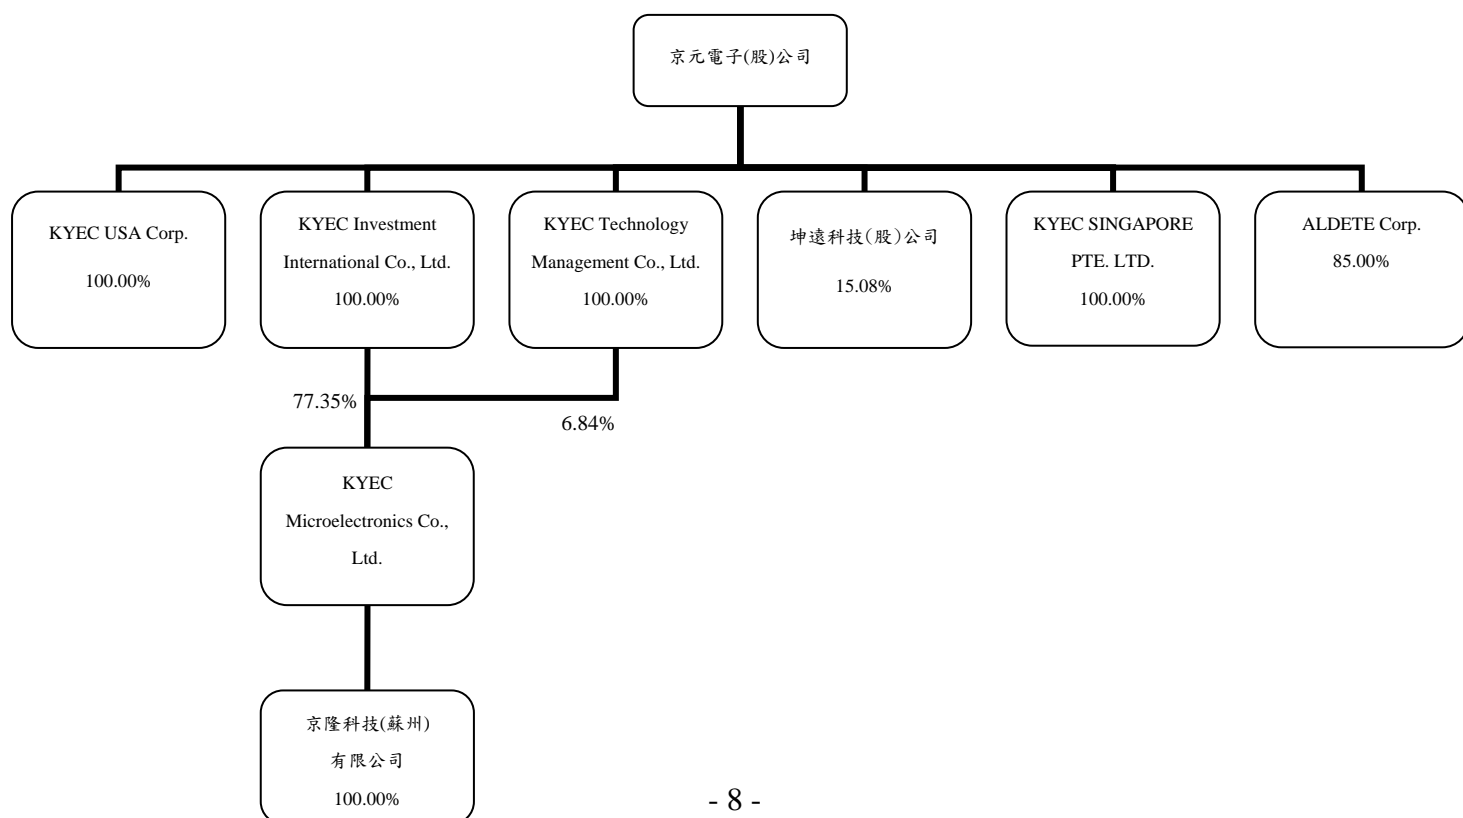 京元電子(股)公司
KYEC USA Corp.
100.00%
KYEC Investment
International Co., Ltd.
100.00%
KYEC Technology
Management Co., Ltd.
100.00%
坤遠科技(股)公司
15.08%
KYEC SINGAPORE
PTE. LTD.
100.00%
ALDETE Corp.
85.00%
77.35%
6.84%
KYEC
Microelectronics Co.,
Ltd.
京隆科技(蘇州)
有限公司
100.00%
- 8 -